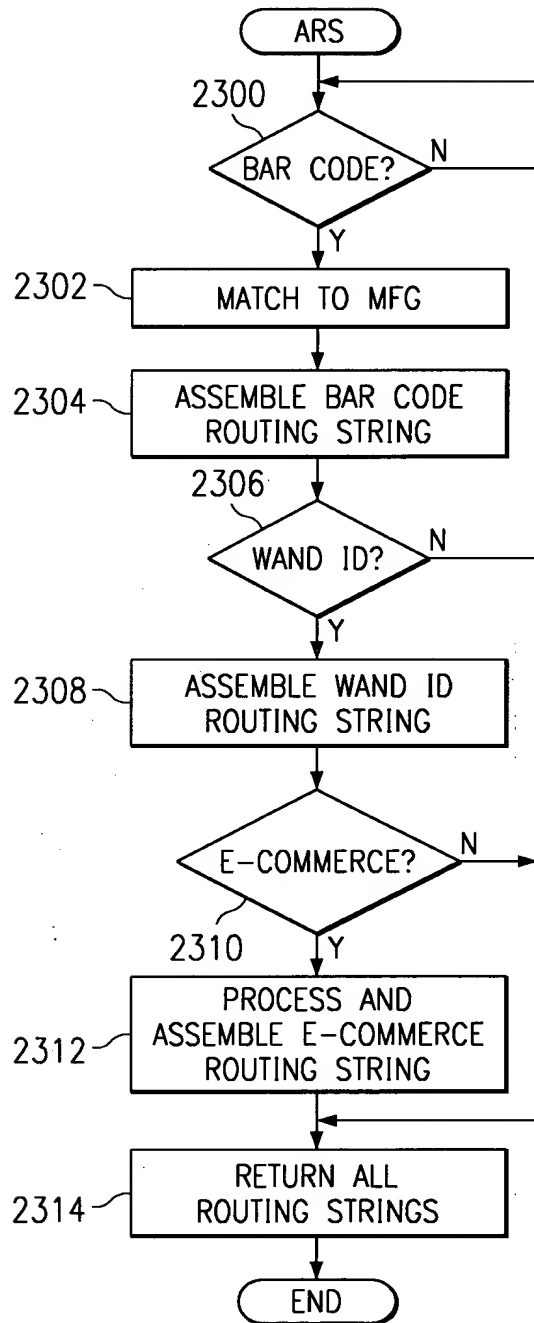 ARS
2300
BAR CODE?
N
Y
2302
MATCH TO MFG
2304
ASSEMBLE BAR CODE
ROUTING STRING
2306
WAND ID?
N
Y
2308
ASSEMBLE WAND ID
ROUTING STRING
E-COMMERCE?
N
2310
Y
2312
PROCESS AND
ASSEMBLE E-COMMERCE
ROUTING STRING
2314
RETURN ALL
ROUTING STRINGS
END